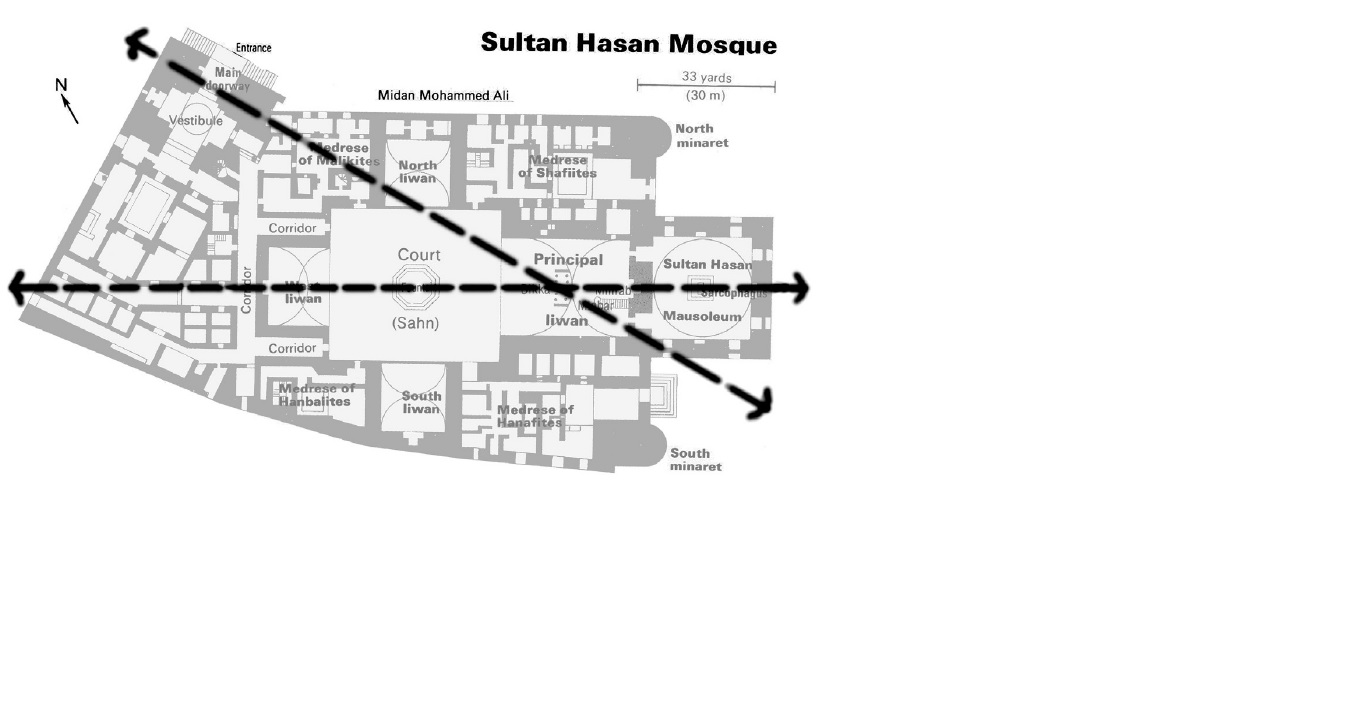 Sultan Hasan Mosque
Entrance
N
Main
doorway
33 yards
(30 m)
Midan Mohammed Ali
Vestibule
North
minaret
Medrese
of Malikites
North
liwan
Medrese
of Shafiites
Corridor
Court
Principal
Sultan Hasan
Corridor
liwan
Sarcophagus
(Sahn)
liwan
Mausoleum
Corridor
Medrese of
Hanbalites
South
liwan
Medrese of
Hanafites
South
minaret